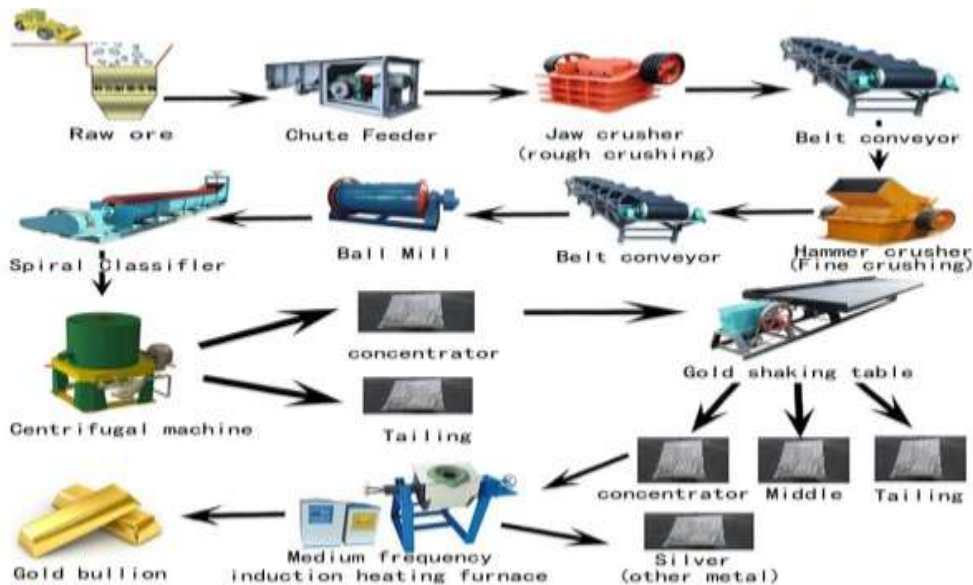 Raw ore
Chute Feeder
Jaw crusher
(rough crushing)
Belt conveyor
Spiral Classifler
Ball Mill
Belt conveyor
Hammer crusher
(Fine crushing)
concentrator
Gold shaking table
Centrifugal machine
Tailing
concentrator
Middle
Tailing
Gold bullion
Medium frequency
induction heating furnace
Silver
(other metal)